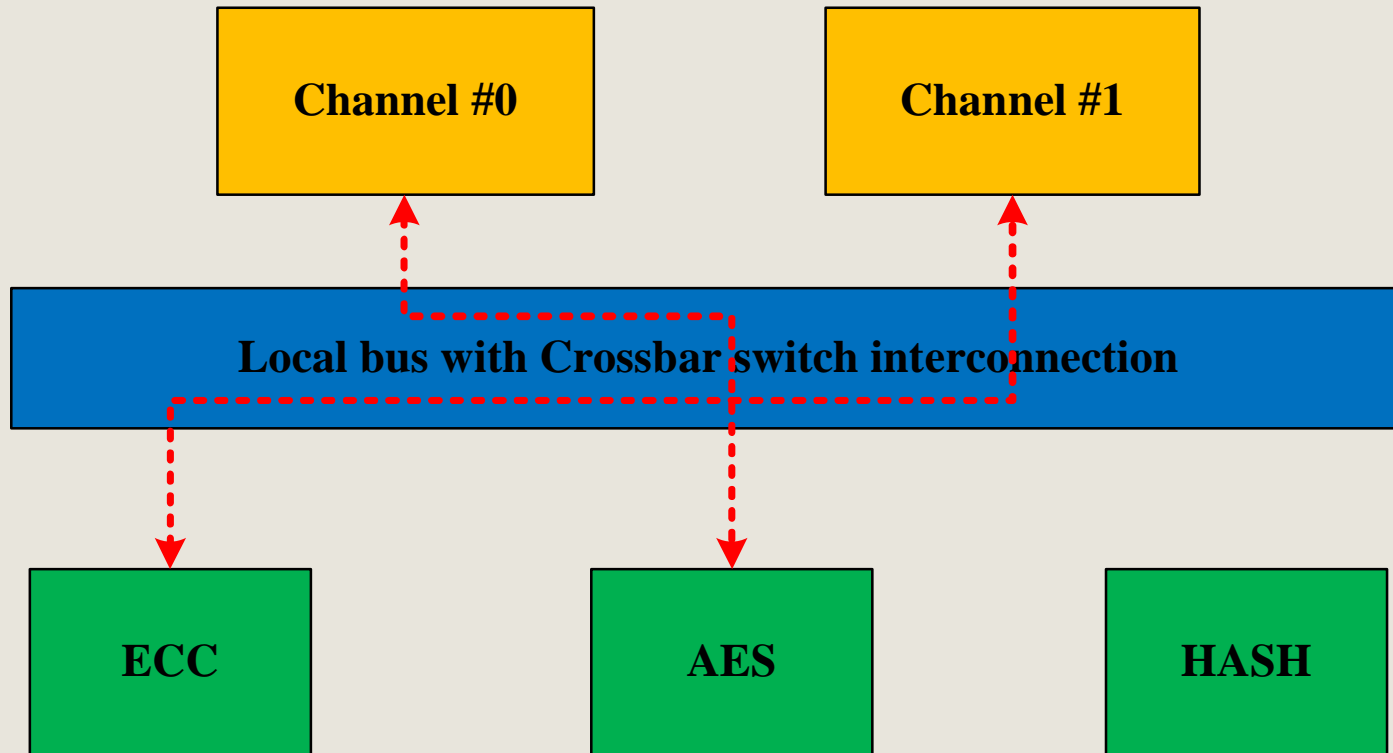 Channel #0
Channel #1
Local bus with Crossbar switch interconnection
ECC
AES
HASH